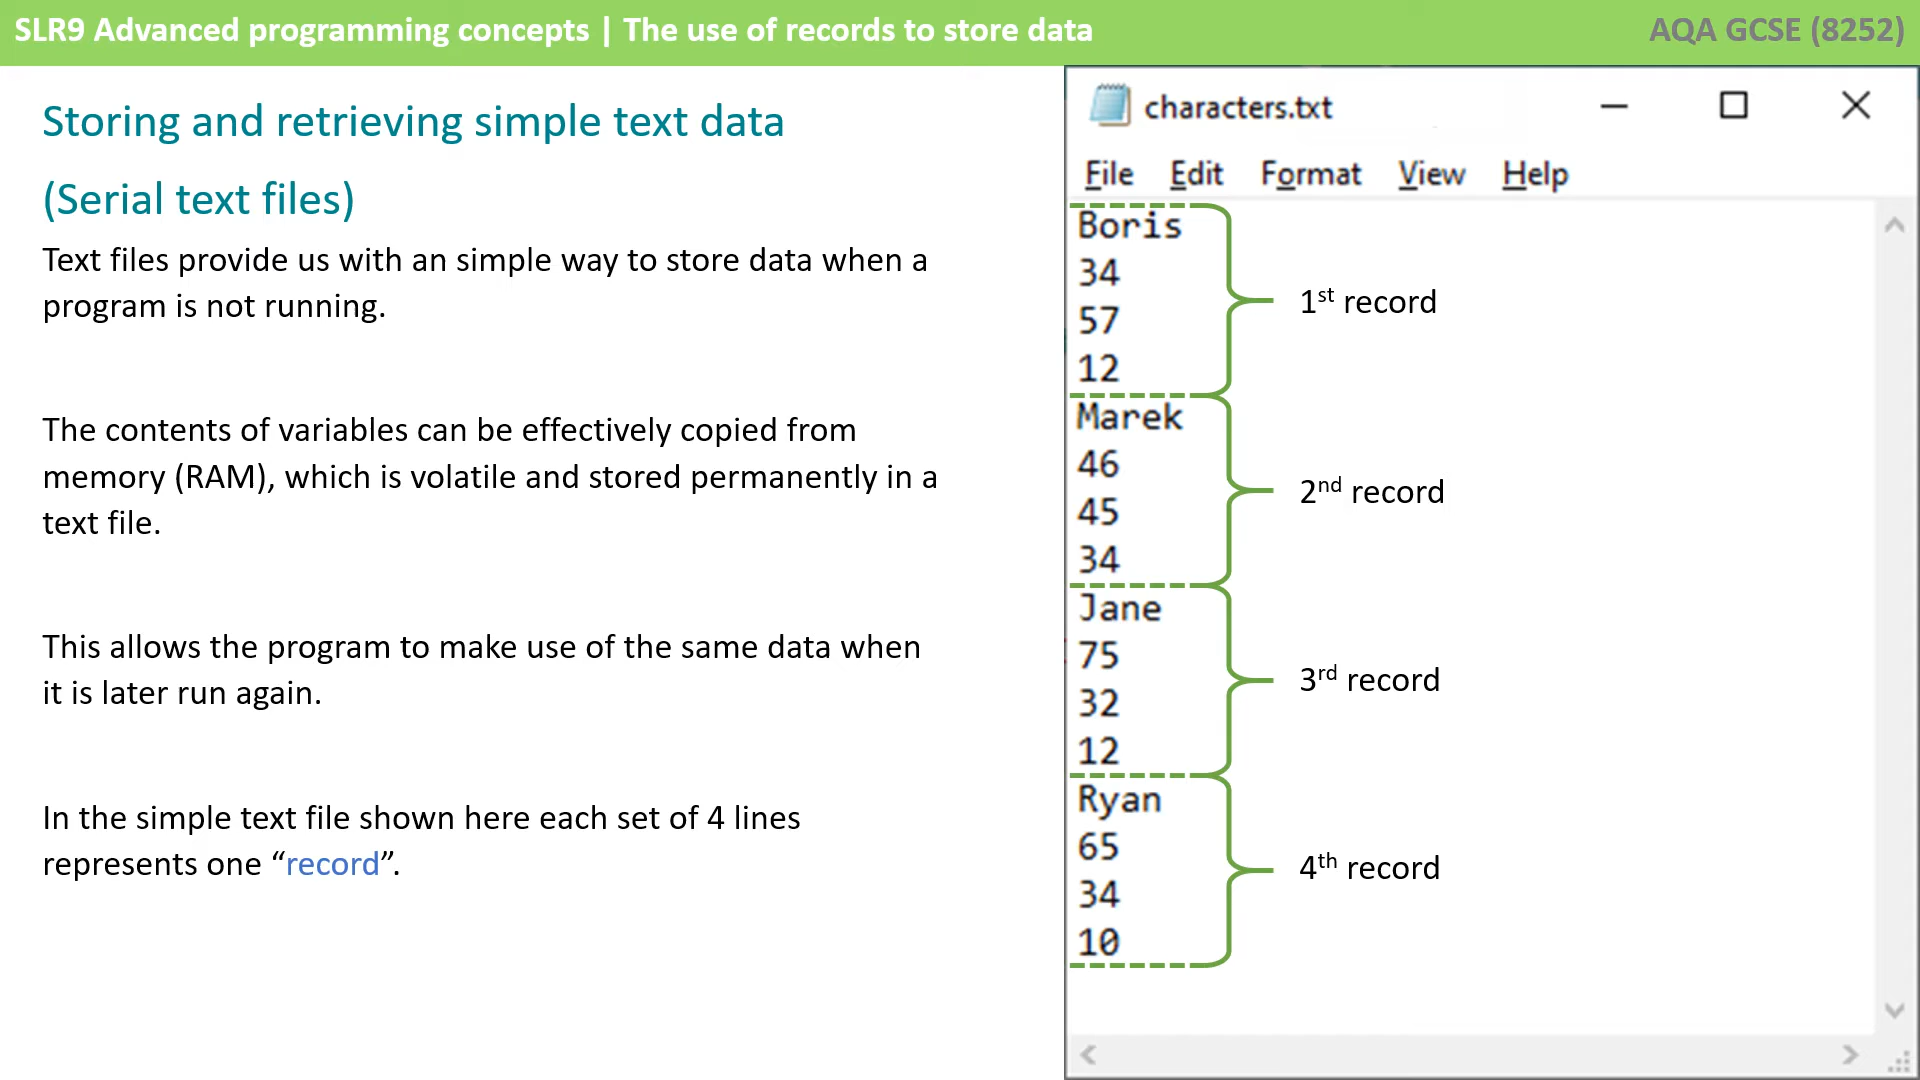 SLR9 Advanced programming concepts | The use of records to store data
AQA GCSE (8252)
Storing and retrieving simple text data
(Serial text files)
Text files provide us with an simple way to store data when a
program is not running.
The contents of variables can be effectively copied from
memory (RAM), which is volatile and stored permanently in a
text file.
This allows the program to make use of the same data when
it is later run again.
In the simple text file shown here each set of 4 lines
represents one “record”.
characters.txt
File Edit Format View Help
Boris
34
57
12
1st record
Marek
46
45
34
2nd record
Jane
75
32
12
3rd record
Ryan
65
34
10
4th record